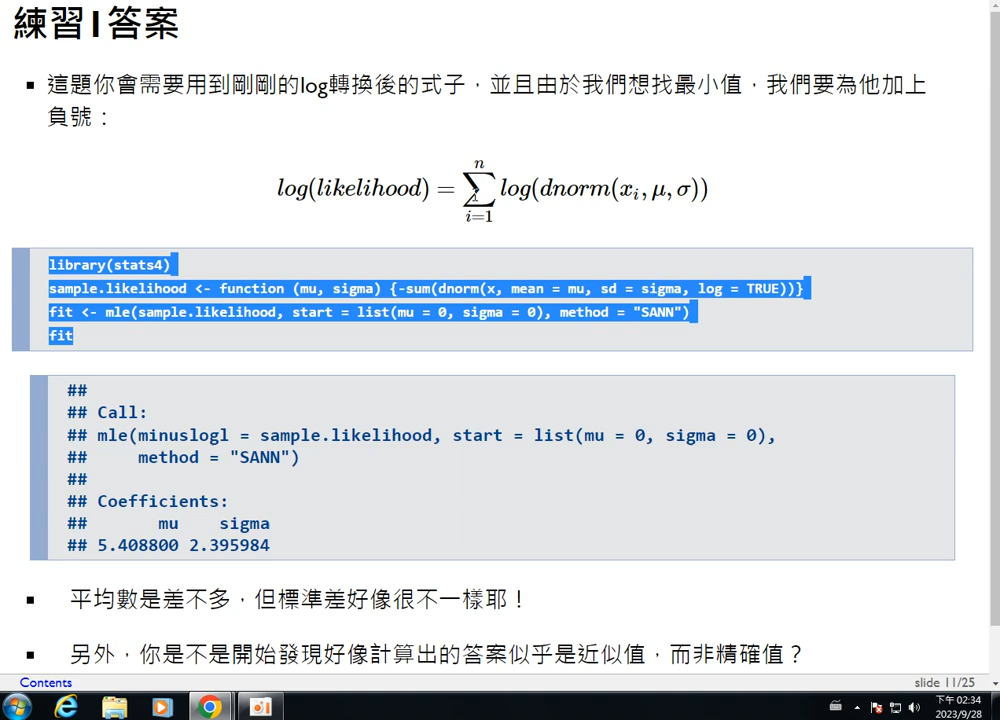 練習1答案
▪ 這題你會需要用到剛剛的log轉換後的式子，並且由於我們想找最小值，我們要為他加上
負號：
log(likelihood) = \sum_{i=1}^{n} log(dnorm(x_i, μ, σ))
library(stats4)
sample.likelihood <- function (mu, sigma) {-sum(dnorm(x, mean = mu, sd = sigma, log = TRUE))}
fit <- mle(sample.likelihood, start = list(mu = 0, sigma = 0), method = "SANN")
fit
##
## Call:
## mle(minuslogl = sample.likelihood, start = list(mu = 0, sigma = 0),
##     method = "SANN")
##
## Coefficients:
##       mu    sigma
## 5.408800 2.395984
▪ 平均數是差不多，但標準差好像很不一樣耶！
▪ 另外，你是不是開始發現好像計算出的答案似乎是近似值，而非精確值？
Contents
slide 11/25
下午 02:34
2023/9/28